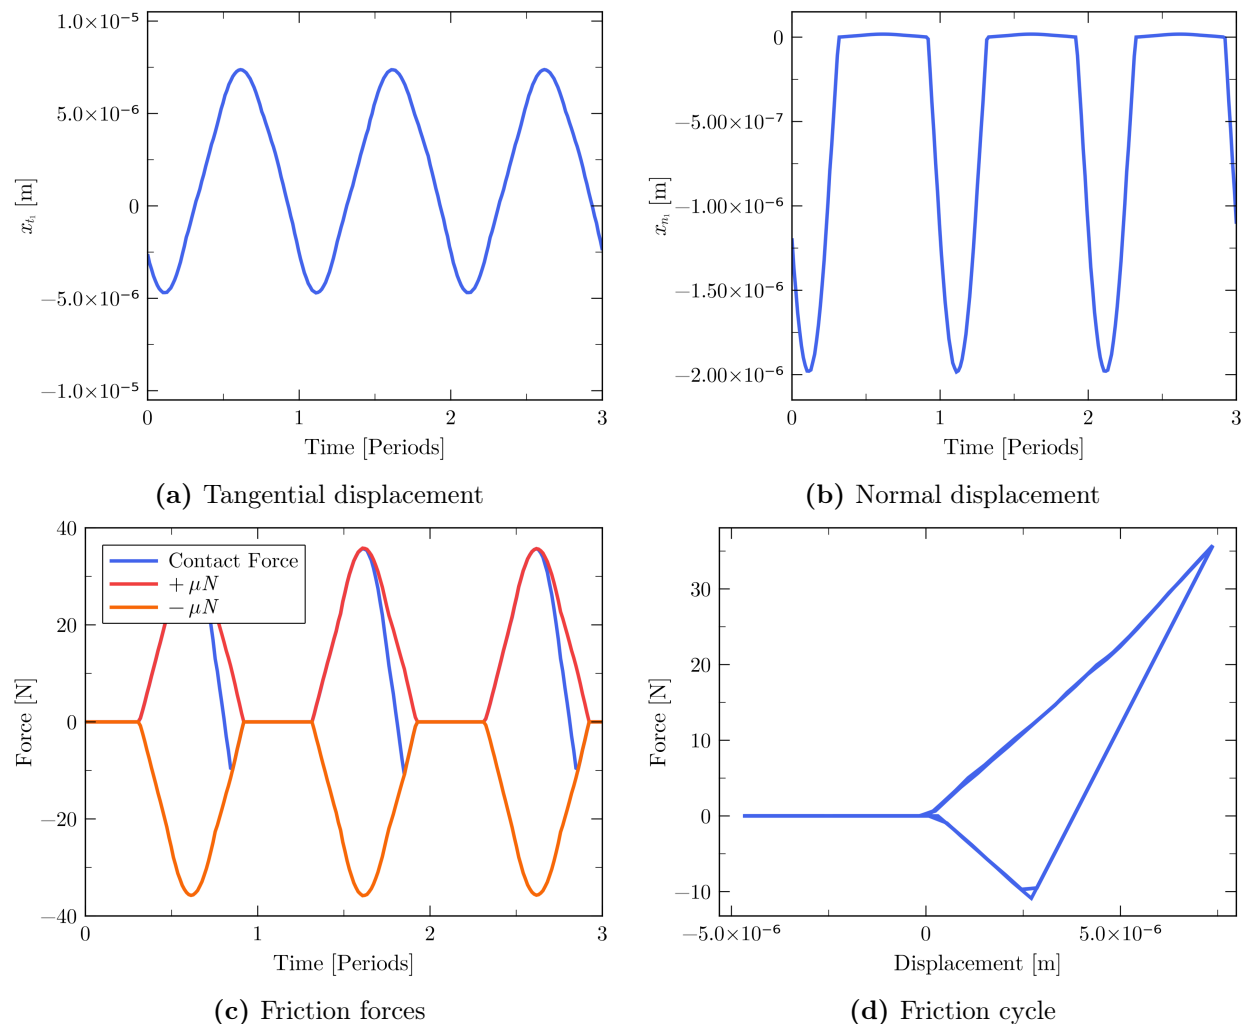 1.0×10⁻⁵
5.0×10⁻⁶
0
−5.0×10⁻⁶
−1.0×10⁻⁵
x_{t_1} [m]
0 1 2 3
Time [Periods]
(a) Tangential displacement
0
−5.00×10⁻⁷
−1.00×10⁻⁶
−1.50×10⁻⁶
−2.00×10⁻⁶
x_{n_1} [m]
0 1 2 3
Time [Periods]
(b) Normal displacement
40
20
0
−20
−40
Force [N]
Contact Force
+ μN
− μN
0 1 2 3
Time [Periods]
(c) Friction forces
30
20
10
0
−10
Force [N]
−5.0×10⁻⁶ 0 5.0×10⁻⁶
Displacement [m]
(d) Friction cycle